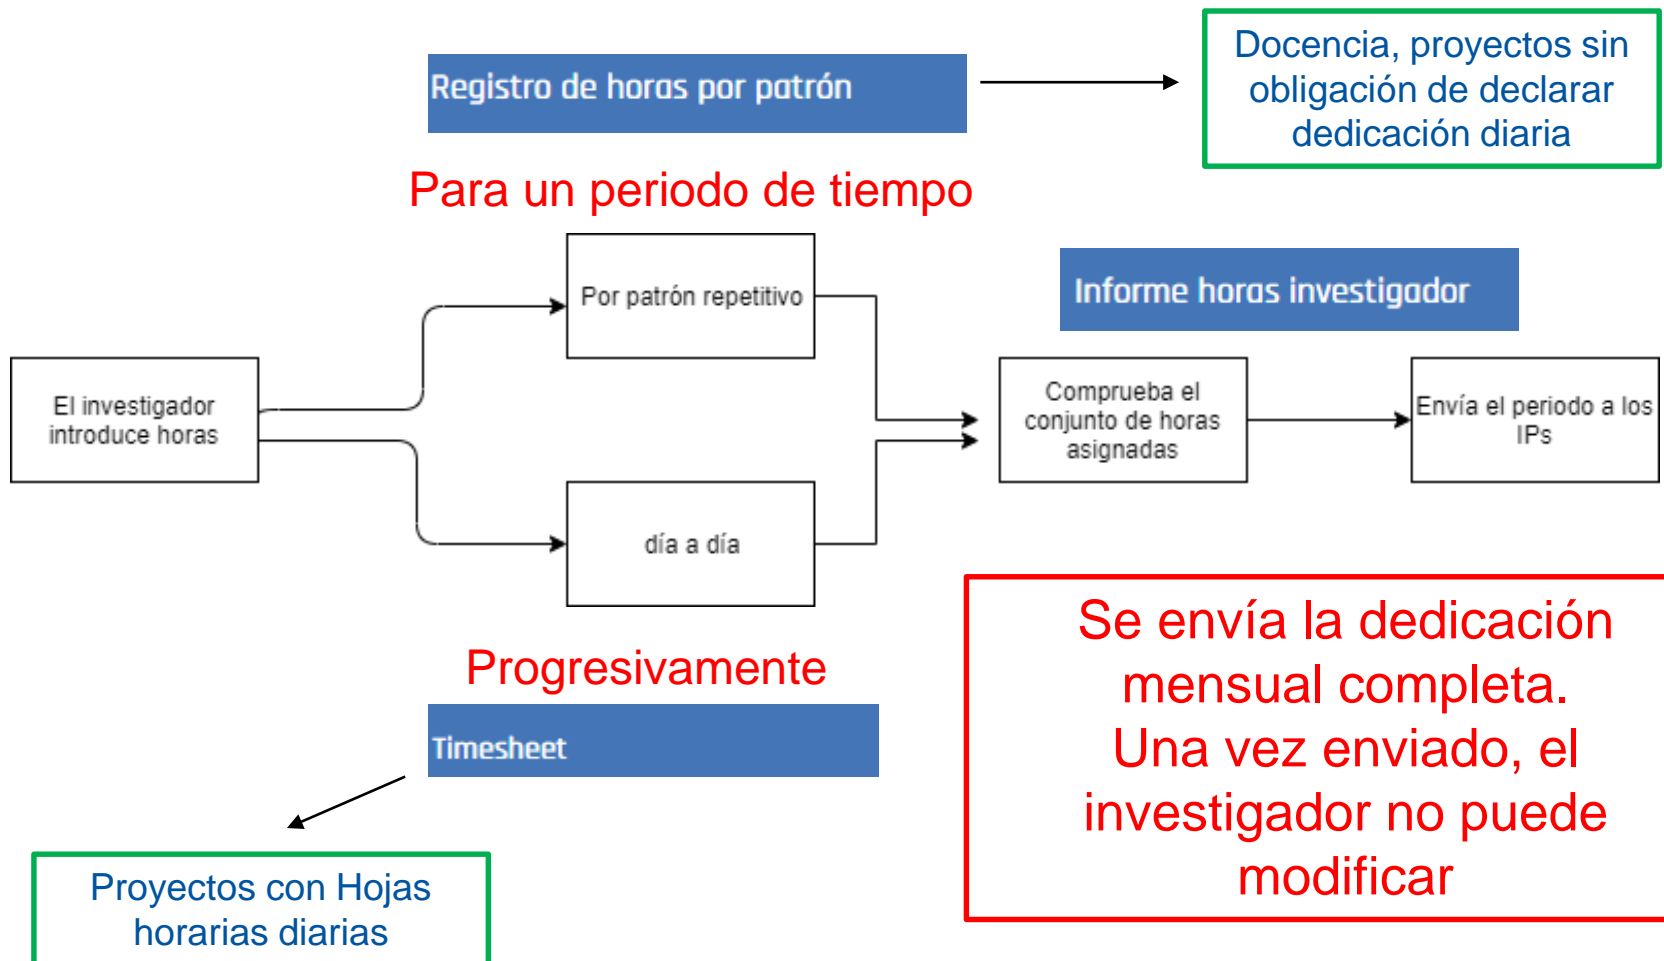 Registro de horas por patrón
Docencia, proyectos sin
obligación de declarar
dedicación diaria
Para un periodo de tiempo
Por patrón repetitivo
Informe horas investigador
El investigador
introduce horas
Comprueba el
conjunto de horas
asignadas
Envía el periodo a los
IPs
día a día
Progresivamente
Timesheet
Se envía la dedicación
mensual completa.
Una vez enviado, el
investigador no puede
modificar
Proyectos con Hojas
horarias diarias